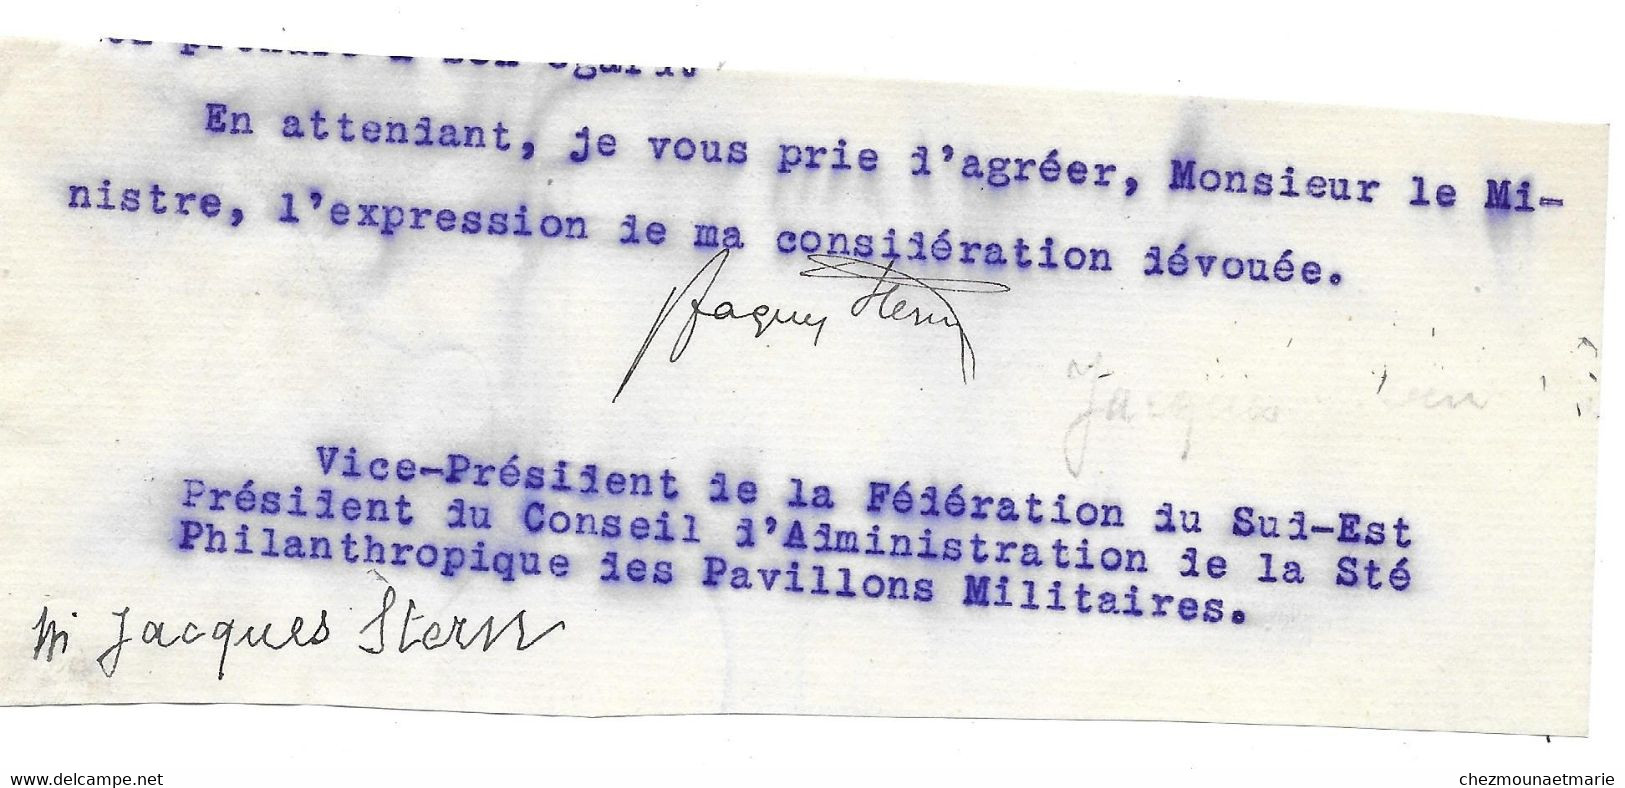 En attendant, je vous prie d'agréer, Monsieur le Mi-
nistre, l'expression de ma considération dévouée.
Jacques Stern
Jacques
Vice-Président de la Fédération du Sud-Est
Président du Conseil d'Administration de la Sté
Philanthropique des Pavillons Militaires.
Jacques Stern
www.delcampe.net
chezmounaetmarie